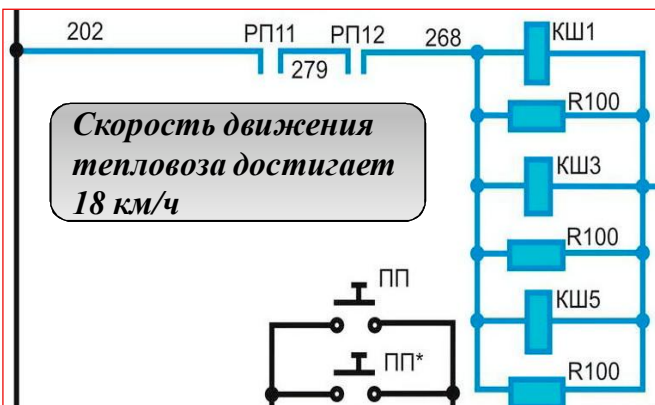 202 РП11 РП12 268 КШ1
279
R100
Скорость движения
тепловоза достигает
18 км/ч
КШ3
R100
ПП
КШ5
ПП*
R100